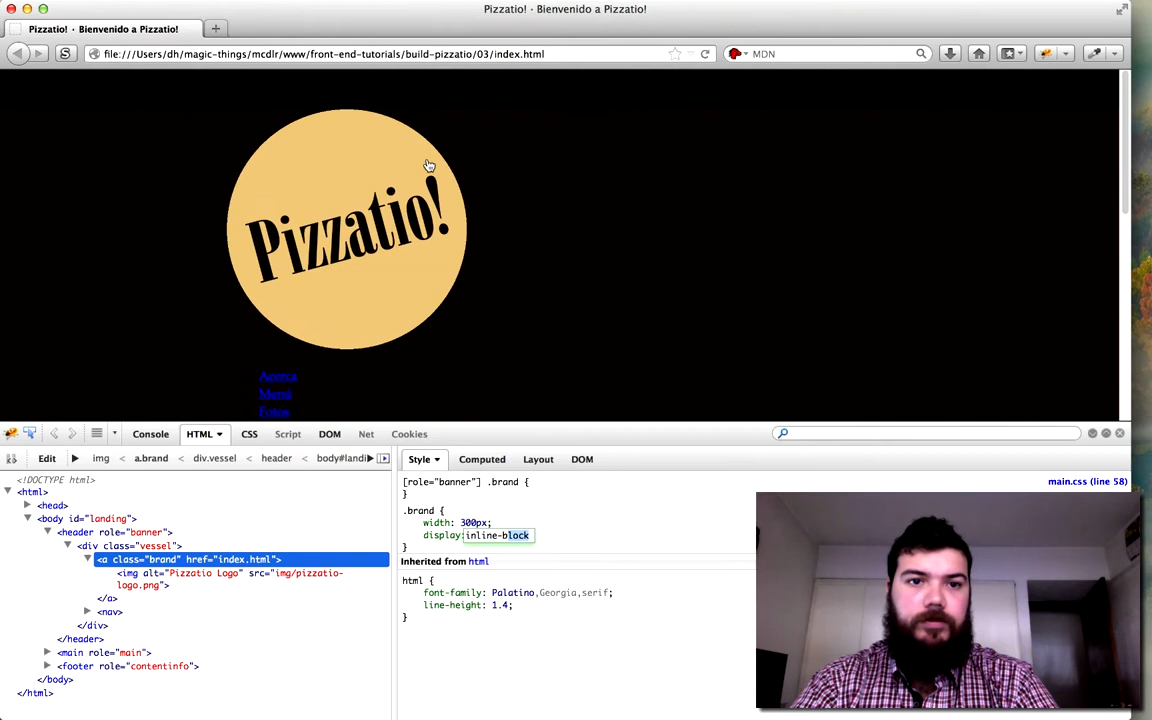 Pizzatio! · Bienvenido a Pizzatio!
Pizzatio! · Bienvenido a Pizzatio!
file:///Users/dh/magic-things/mcdlr/www/front-end-tutorials/build-pizzatio/03/index.html
MDN
Pizzatio!
Acerca
Menú
Fotos
Console HTML CSS Script DOM Net Cookies
Edit img < a.brand < div.vessel < header < body#landi
Style Computed Layout DOM
<!DOCTYPE html>
<html>
<head>
<body id="landing">
<header role="banner">
<div class="vessel">
<a class="brand" href="index.html">
<img alt="Pizzatio Logo" src="img/pizzatio-
logo.png">
</a>
<nav>
</div>
</header>
<main role="main">
<footer role="contentinfo">
</body>
</html>
[role="banner"] .brand { main.css (line 58)
}
.brand {
width: 300px;
display: inline-block
}
Inherited from html
html {
font-family: Palatino,Georgia,serif;
line-height: 1.4;
}